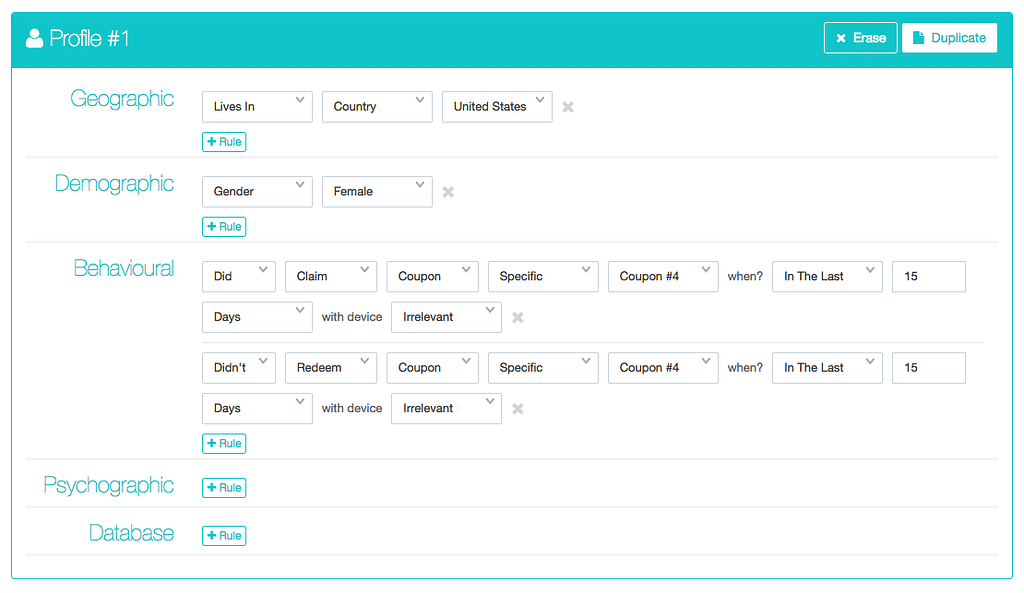 Profile #1
Erase
Duplicate
Geographic
Lives In Country United States
+ Rule
Demographic
Gender Female
+ Rule
Behavioural
Did Claim Coupon Specific Coupon #4 when? In The Last 15
Days with device Irrelevant
Didn't Redeem Coupon Specific Coupon #4 when? In The Last 15
Days with device Irrelevant
+ Rule
Psychographic
+ Rule
Database
+ Rule